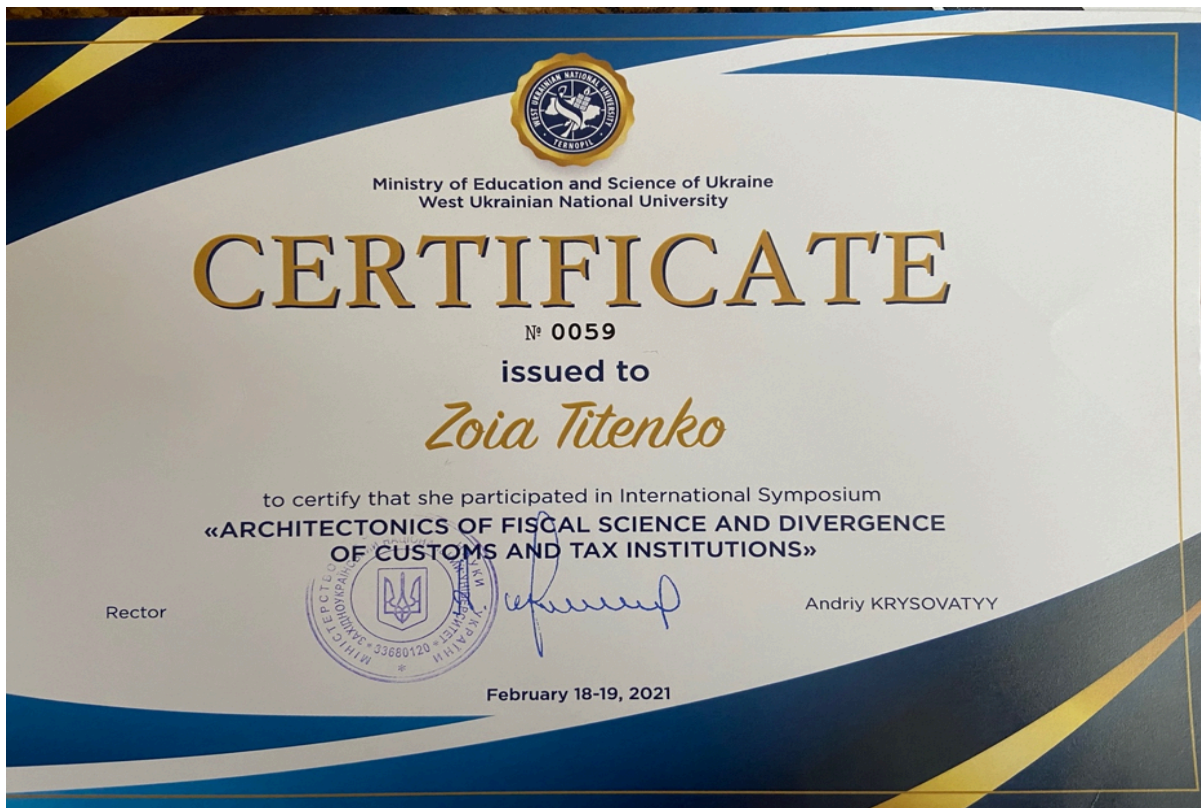 WEST UKRAINIAN NATIONAL UNIVERSITY
TERNOPIL
Ministry of Education and Science of Ukraine
West Ukrainian National University
CERTIFICATE
№ 0059
issued to
Zoia Titenko
to certify that she participated in International Symposium
«ARCHITECTONICS OF FISCAL SCIENCE AND DIVERGENCE
OF CUSTOMS AND TAX INSTITUTIONS»
Rector
МІНІСТЕРСТВО
УКРАЇНИ
33680120
Andriy KRYSOVATYY
February 18-19, 2021